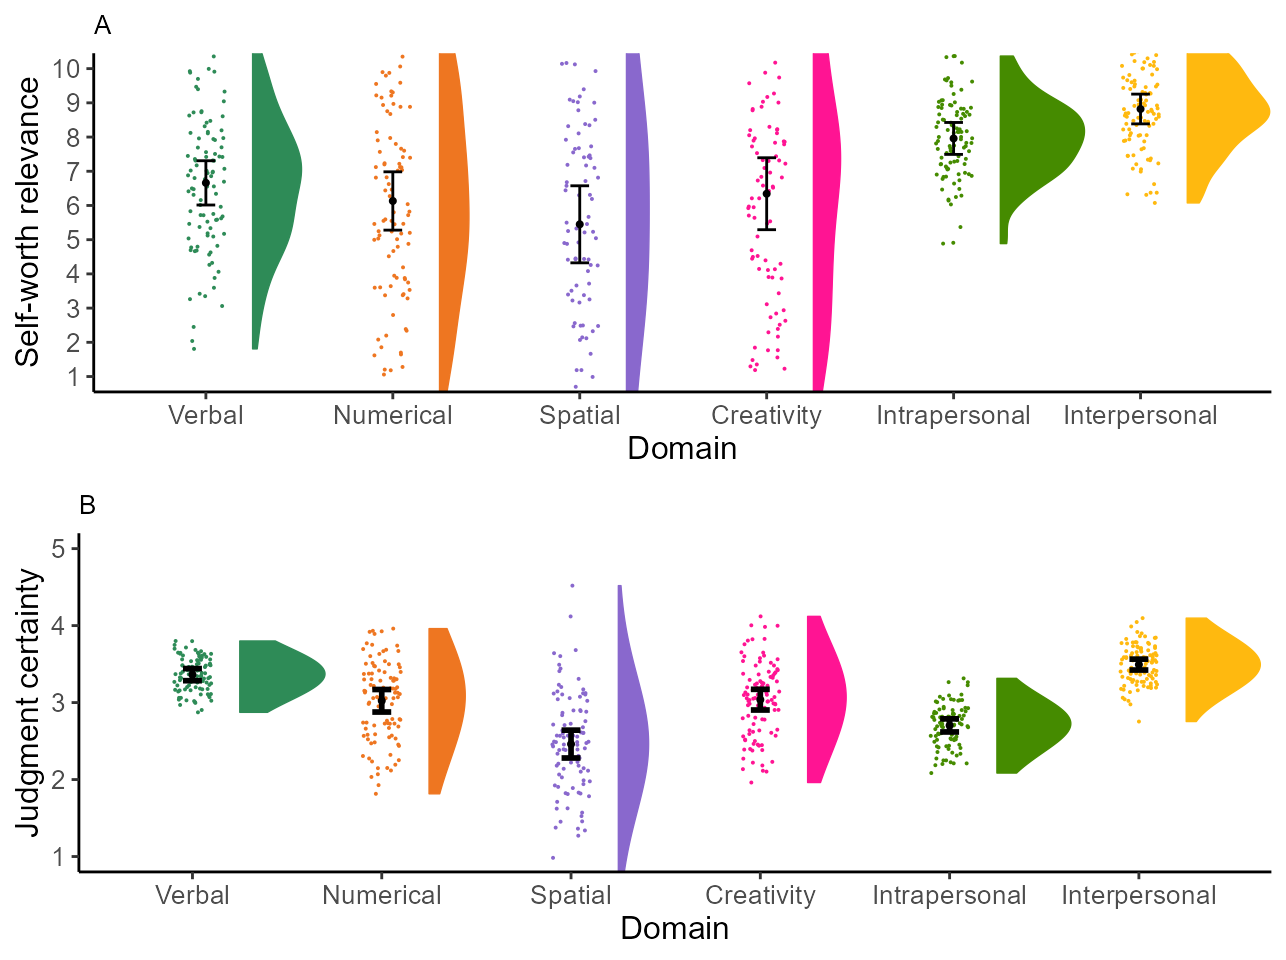 A
Self-worth relevance
10
9
8
7
6
5
4
3
2
1
Verbal Numerical Spatial Creativity Intrapersonal Interpersonal
Domain
B
Judgment certainty
5
4
3
2
1
Verbal Numerical Spatial Creativity Intrapersonal Interpersonal
Domain